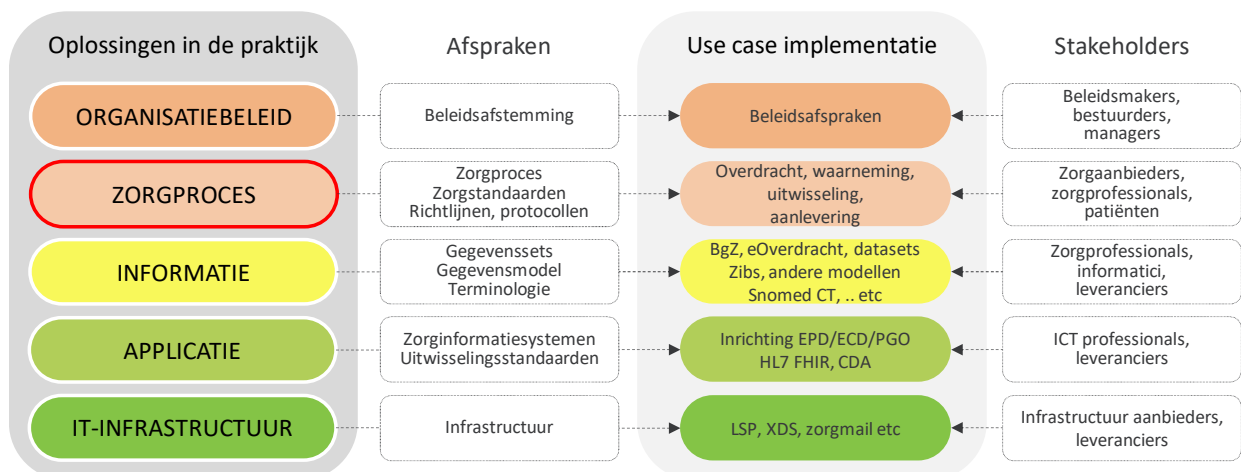 Oplossingen in de praktijk
Afspraken
Use case implementatie
Stakeholders
ORGANISATIEBELEID
Beleidsafstemming
Beleidsafspraken
Beleidsmakers,
bestuurders,
managers
ZORGPROCES
Zorgproces
Zorgstandaarden
Richtlijnen, protocollen
Overdracht, waarneming,
uitwisseling,
aanlevering
Zorgaanbieders,
zorgprofessionals,
patiënten
INFORMATIE
Gegevenssets
Gegevensmodel
Terminologie
BgZ, eOverdracht, datasets
Zibs, andere modellen
Snomed CT, .. etc
Zorgprofessionals,
informatici,
leveranciers
APPLICATIE
Zorginformatiesystemen
Uitwisselingsstandaarden
Inrichting EPD/ECD/PGO
HL7 FHIR, CDA
ICT professionals,
leveranciers
IT-INFRASTRUCTUUR
Infrastructuur
LSP, XDS, zorgmail etc
Infrastructuur aanbieders,
leveranciers